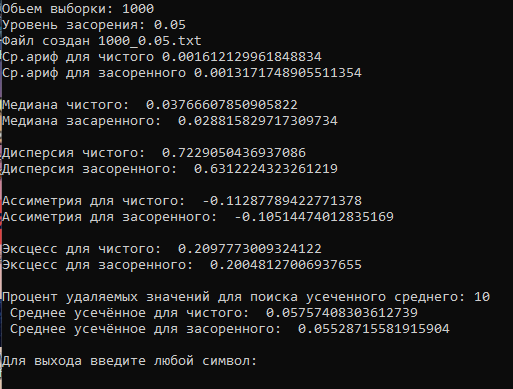 Обьем выборки: 1000
Уровень засорения: 0.05
Файл создан 1000_0.05.txt
Ср.ариф для чистого 0.001612129961848834
Ср.ариф для засоренного 0.0013171748905511354
Медиана чистого:  0.03766607850905822
Медиана засаренного:  0.028815829717309734
Дисперсия чистого:  0.7229050436937086
Дисперсия засоренного:  0.6312224323261219
Ассиметрия для чистого:  -0.11287789422771378
Ассиметрия для засоренного:  -0.10514474012835169
Эксцесс для чистого:  0.2097773009324122
Эксцесс для засоренного:  0.20048127006937655
Процент удаляемых значений для поиска усеченного среднего: 10
Среднее усечённое для чистого:  0.05757408303612739
Среднее усечённое для засоренного:  0.05528715581915904
Для выхода введите любой символ: